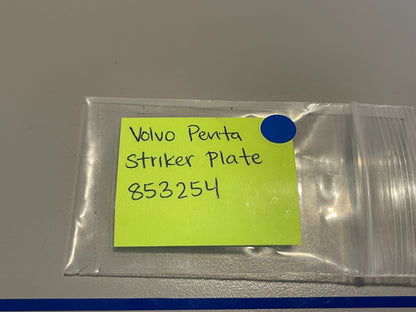 Volvo Penta
Striker Plate
853254